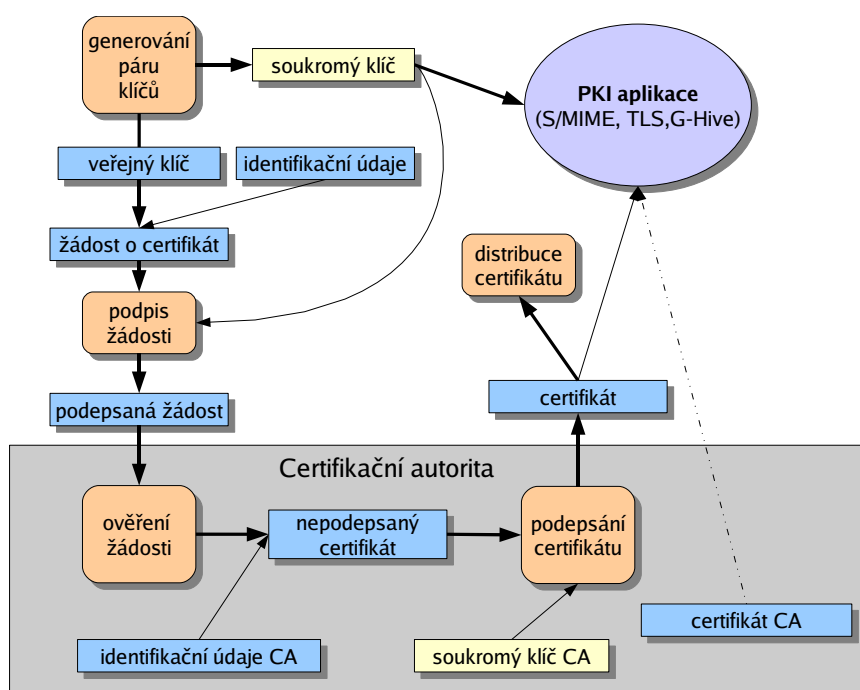 generování
páru
klíčů
soukromý klíč
PKI aplikace
(S/MIME, TLS,G-Hive)
veřejný klíč
identifikační údaje
žádost o certifikát
distribuce
certifikátu
podpis
žádosti
certifikát
podepsaná žádost
Certifikační autorita
ověření
žádosti
nepodepsaný
certifikát
podepsání
certifikátu
certifikát CA
identifikační údaje CA
soukromý klíč CA